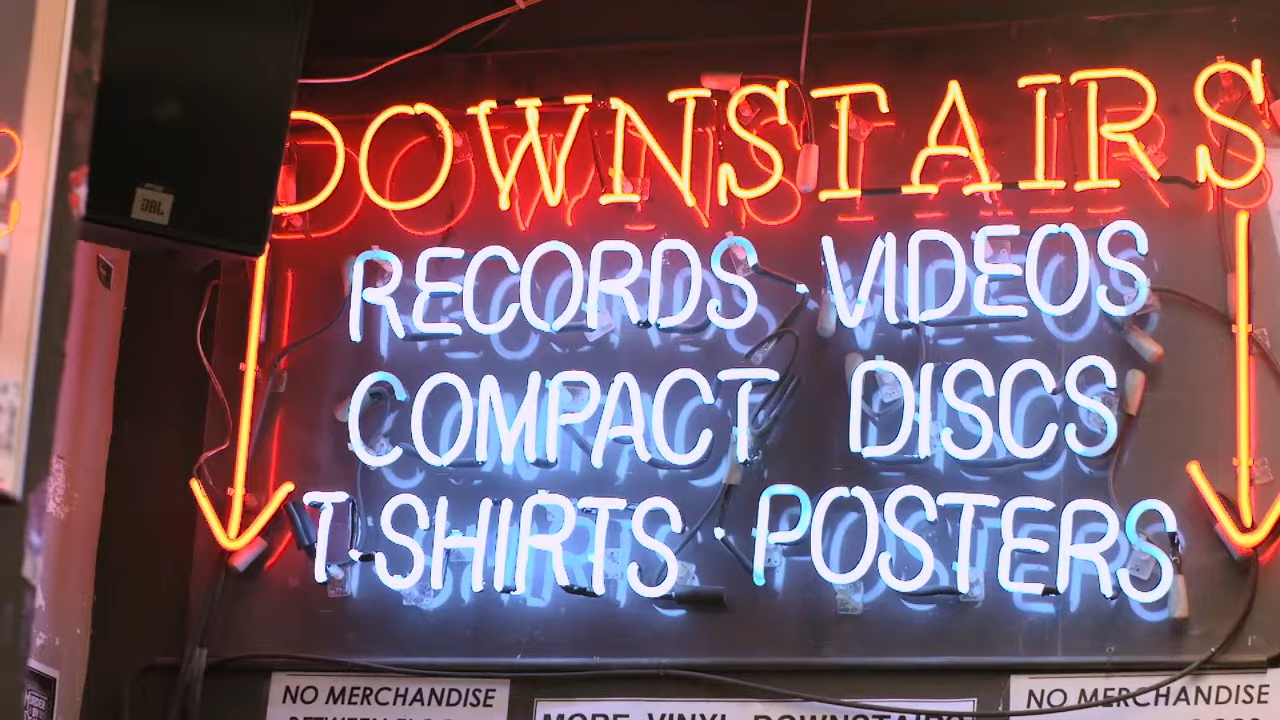 DOWNSTAIRS
JBL
RECORDS · VIDEOS
COMPACT DISCS
T·SHIRTS · POSTERS
NO MERCHANDISE
NO MERCHANDISE
MORE VINYL DOWNSTAIRS